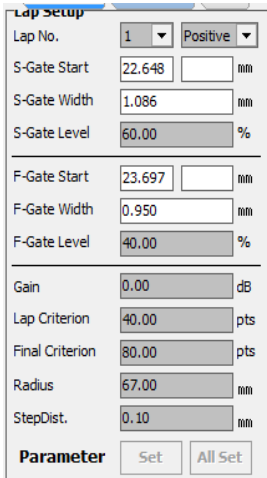 Lap Setup
Lap No. 1 Positive
S-Gate Start 22.648 mm
S-Gate Width 1.086 mm
S-Gate Level 60.00 %
F-Gate Start 23.697 mm
F-Gate Width 0.950 mm
F-Gate Level 40.00 %
Gain 0.00 dB
Lap Criterion 40.00 pts
Final Criterion 80.00 pts
Radius 67.00 mm
StepDist. 0.10 mm
Parameter Set All Set